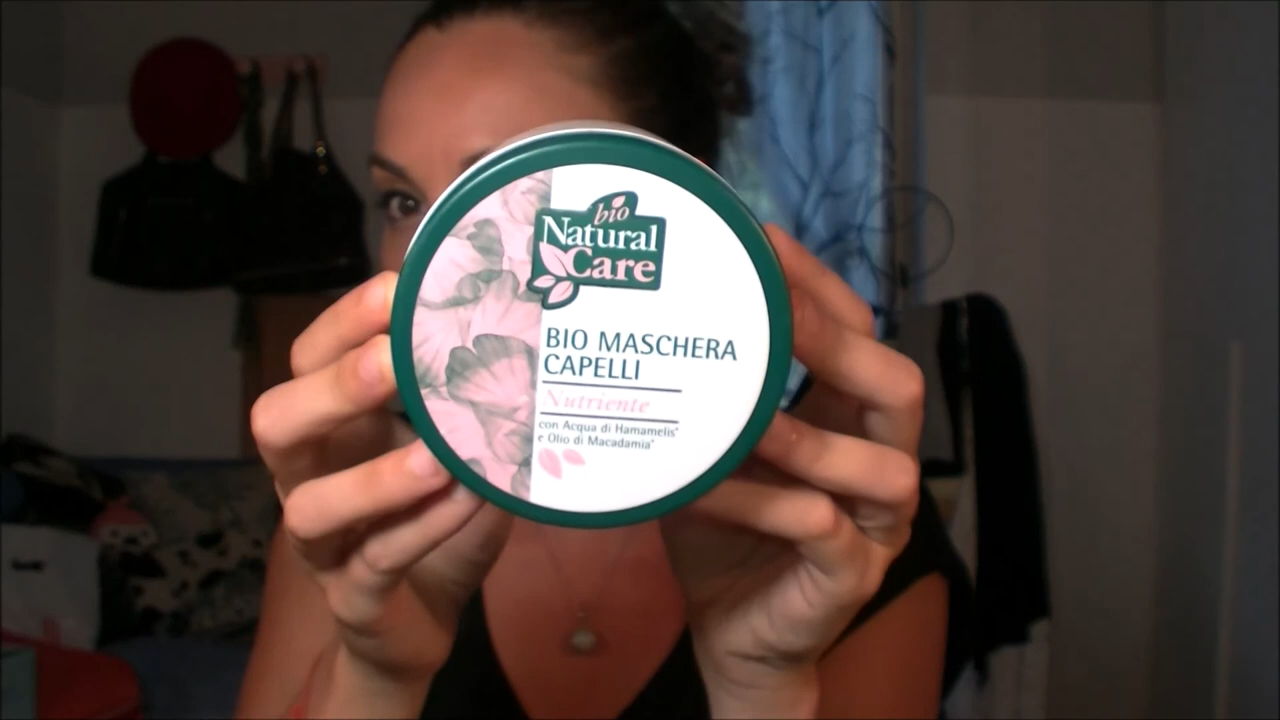 bio
Natural
Care
BIO MASCHERA
CAPELLI
Nutriente
con Acqua di Hamamelis*
e Olio di Macadamia*